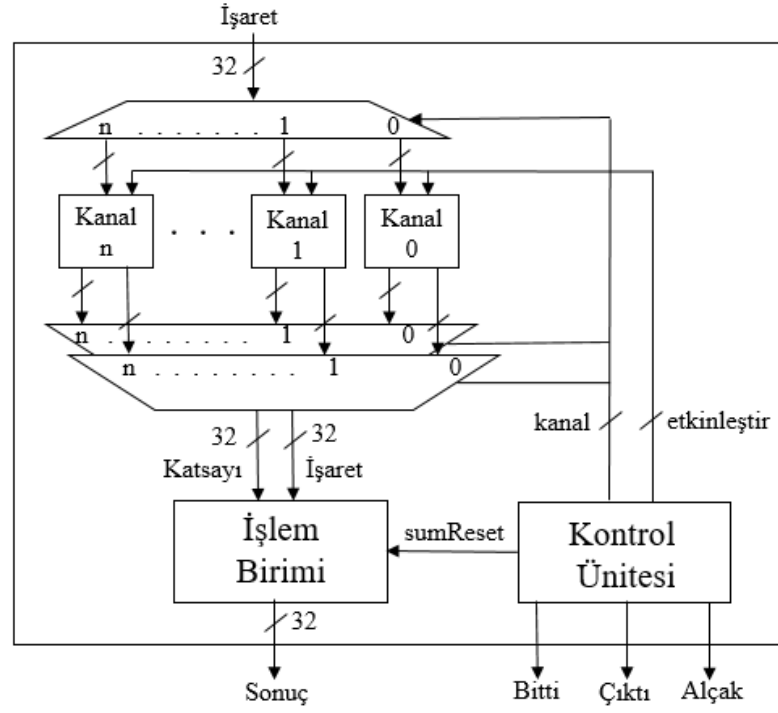 İşaret
32
n . . . . . . . 1 0
Kanal n . . . Kanal 1 Kanal 0
n . . . . . . . . . 1 0
n . . . . . . . . . 1 0
32 32 kanal etkinleştir
Katsayı İşaret
İşlem Birimi sumReset Kontrol Ünitesi
32
Sonuç Bitti Çıktı Alçak